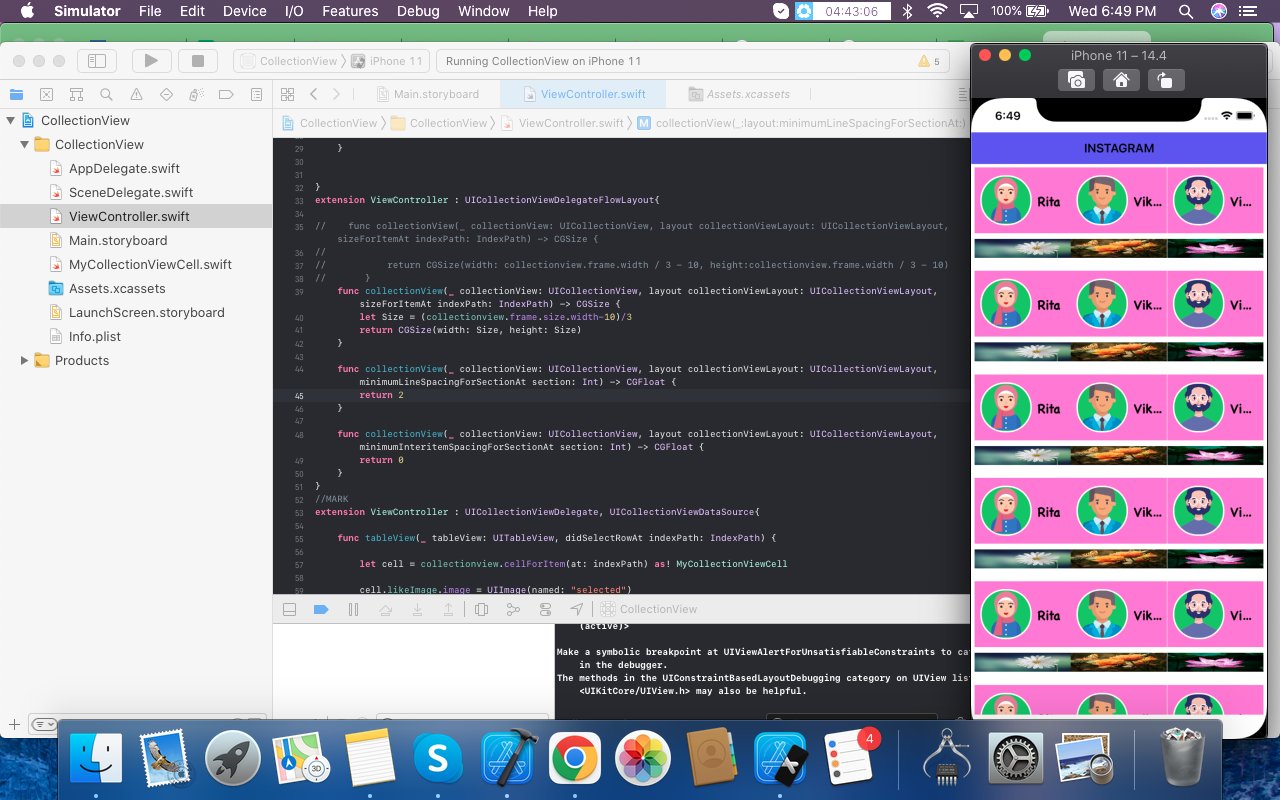 Simulator File Edit Device I/O Features Debug Window Help 04:43:06 100% Wed 6:49 PM
CollectionView iPhone 11 Running CollectionView on iPhone 11 5
Main.storyboard ViewController.swift Assets.xcassets
CollectionView CollectionView ViewController.swift M collectionView(_:layout:minimumLineSpacingForSectionAt:)
CollectionView
CollectionView
AppDelegate.swift
SceneDelegate.swift
ViewController.swift
Main.storyboard
MyCollectionViewCell.swift
Assets.xcassets
LaunchScreen.storyboard
Info.plist
Products
29 }
30
31
32 }
33 extension ViewController : UICollectionViewDelegateFlowLayout{
34
35 // func collectionView(_ collectionView: UICollectionView, layout collectionViewLayout: UICollectionViewLayout,
sizeForItemAt indexPath: IndexPath) -> CGSize {
36 //
37 // return CGSize(width: collectionview.frame.width / 3 - 10, height:collectionview.frame.width / 3 - 10)
38 // }
39 func collectionView(_ collectionView: UICollectionView, layout collectionViewLayout: UICollectionViewLayout,
sizeForItemAt indexPath: IndexPath) -> CGSize {
40 let Size = (collectionview.frame.size.width-10)/3
41 return CGSize(width: Size, height: Size)
42 }
43
44 func collectionView(_ collectionView: UICollectionView, layout collectionViewLayout: UICollectionViewLayout,
minimumLineSpacingForSectionAt section: Int) -> CGFloat {
45 return 2
46 }
47
48 func collectionView(_ collectionView: UICollectionView, layout collectionViewLayout: UICollectionViewLayout,
minimumInteritemSpacingForSectionAt section: Int) -> CGFloat {
49 return 0
50 }
51 }
52 //MARK
53 extension ViewController : UICollectionViewDelegate, UICollectionViewDataSource{
54
55 func tableView(_ tableView: UITableView, didSelectRowAt indexPath: IndexPath) {
56
57 let cell = collectionview.cellForItem(at: indexPath) as! MyCollectionViewCell
58
59 cell.likeImage.image = UIImage(named: "selected")
CollectionView
(active)>
Make a symbolic breakpoint at UIViewAlertForUnsatisfiableConstraints to ca
in the debugger.
The methods in the UIConstraintBasedLayoutDebugging category on UIView lis
<UIKitCore/UIView.h> may also be helpful.
iPhone 11 – 14.4
6:49
INSTAGRAM
Rita Vik... Vi...
Rita Vik... Vi...
Rita Vik... Vi...
Rita Vik... Vi...
Rita Vik... Vi...
3D
4